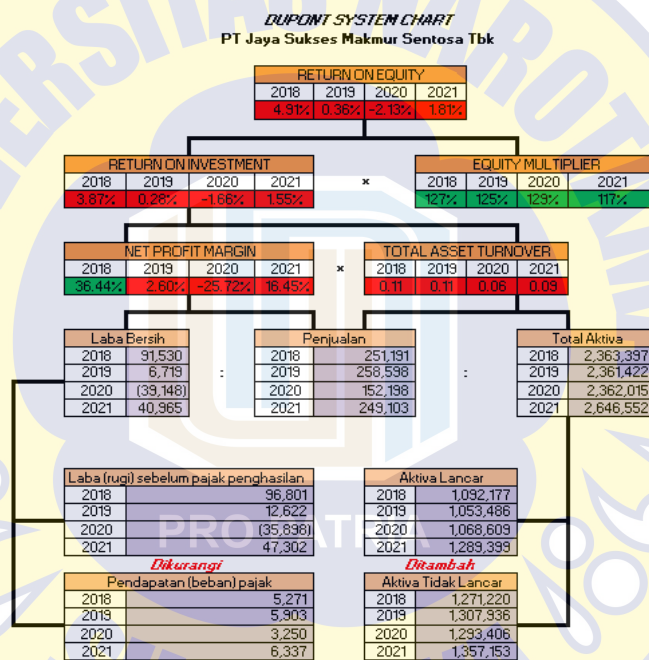 DUPONT SYSTEM CHART
PT Jaya Sukses Makmur Sentosa Tbk
RETURN ON EQUITY
2018 2019 2020 2021
4.91% 0.36% -2.13% 1.81%
RETURN ON INVESTMENT
2018 2019 2020 2021
3.87% 0.28% -1.66% 1.55%
×
EQUITY MULTIPLIER
2018 2019 2020 2021
127% 125% 129% 117%
NET PROFIT MARGIN
2018 2019 2020 2021
36.44% 2.60% -25.72% 16.45%
×
TOTAL ASSET TURNOVER
2018 2019 2020 2021
0.11 0.11 0.06 0.09
Laba Bersih
2018 91,530
2019 6,719
2020 (39,148)
2021 40,965
:
Penjualan
2018 251,191
2019 258,598
2020 152,198
2021 249,103
:
Total Aktiva
2018 2,363,397
2019 2,361,422
2020 2,362,015
2021 2,646,552
Laba (rugi) sebelum pajak penghasilan
2018 96,801
2019 12,622
2020 (35,898)
2021 47,302
Dikurangi
Pendapatan (beban) pajak
2018 5,271
2019 5,903
2020 3,250
2021 6,337
Aktiva Lancar
2018 1,092,177
2019 1,053,486
2020 1,068,609
2021 1,289,399
Ditambah
Aktiva Tidak Lancar
2018 1,271,220
2019 1,307,936
2020 1,293,406
2021 1,357,153